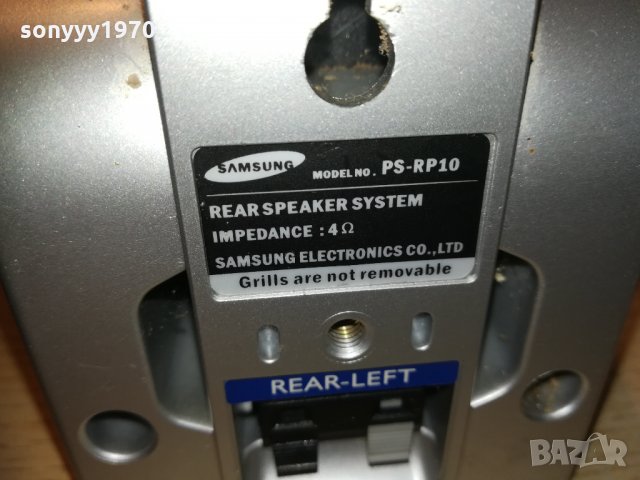 sonyyy1970
SAMSUNG MODEL NO. PS-RP10
REAR SPEAKER SYSTEM
IMPEDANCE : 4Ω
SAMSUNG ELECTRONICS CO., LTD
Grills are not removable
REAR-LEFT
BAZAR